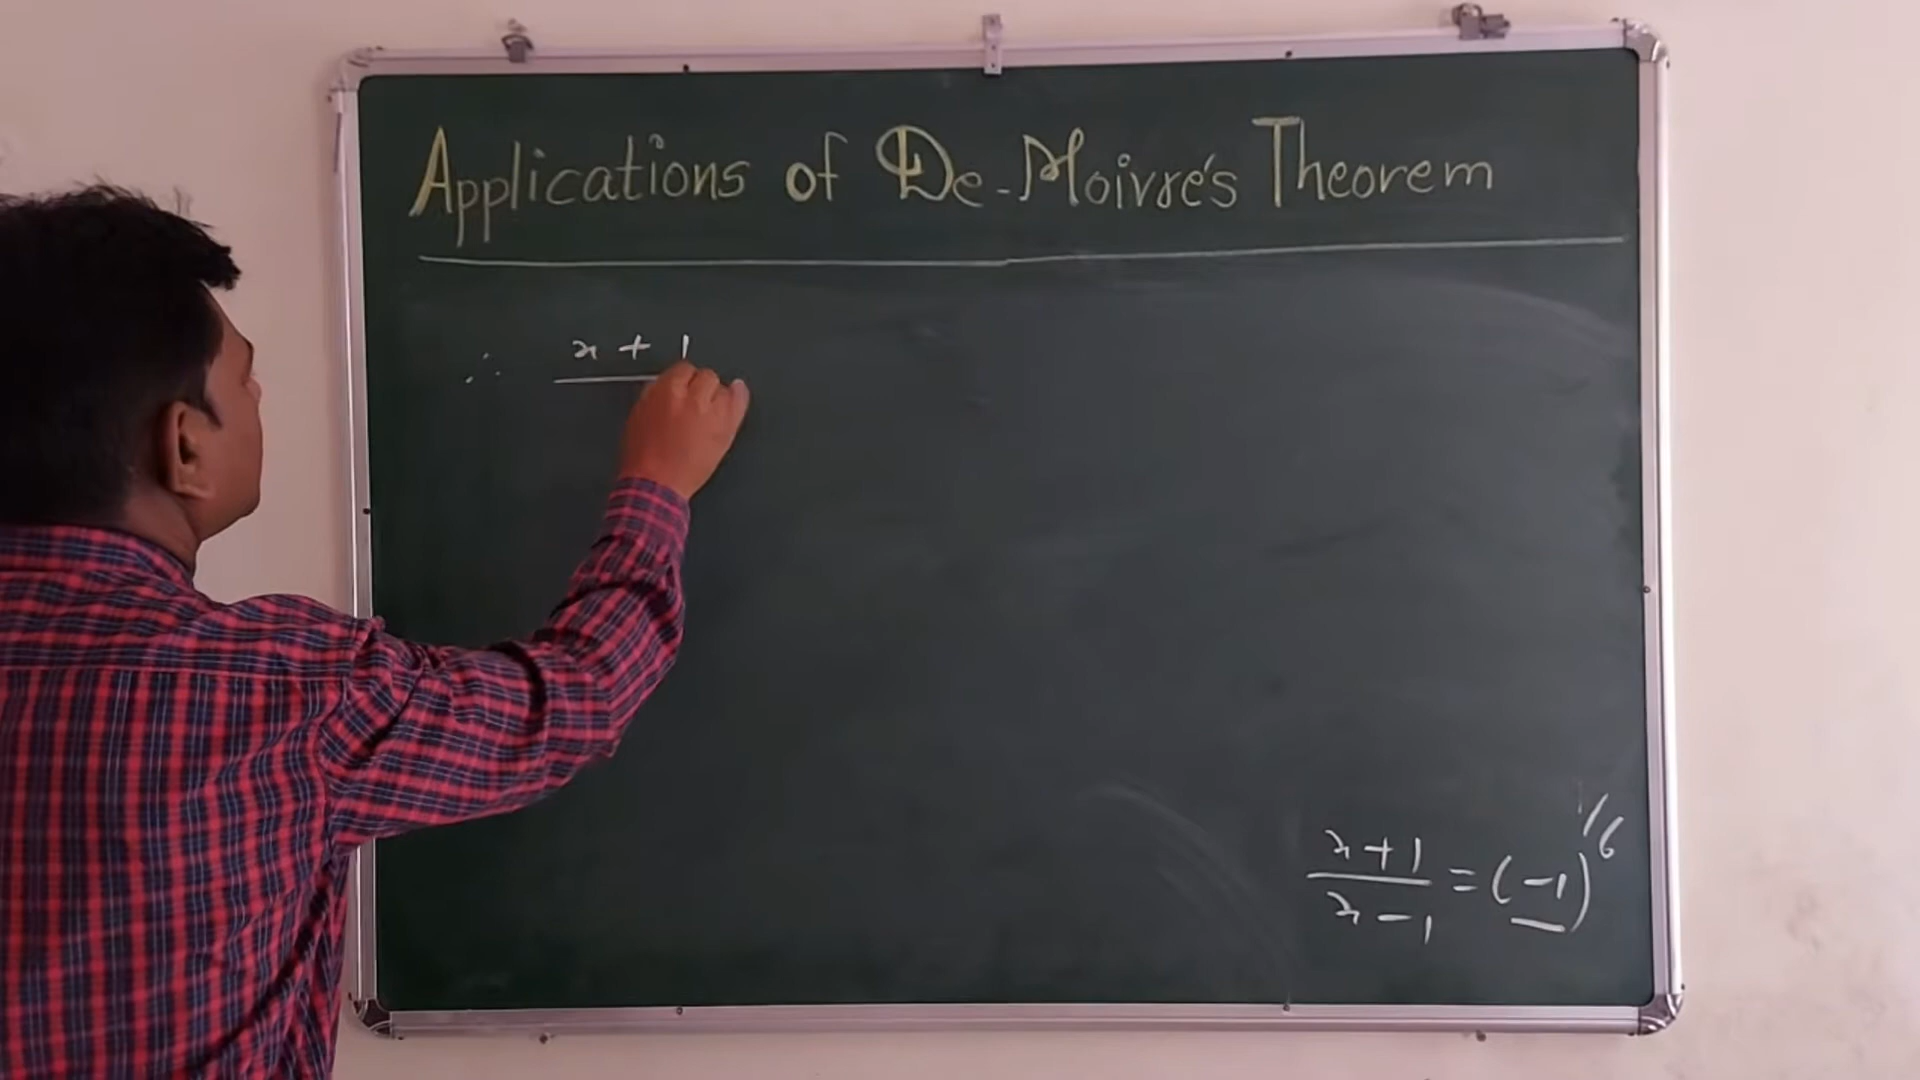 Applications of De-Moivre's Theorem
∴ x + 1
x + 1 / x - 1 = (-1)^1/6